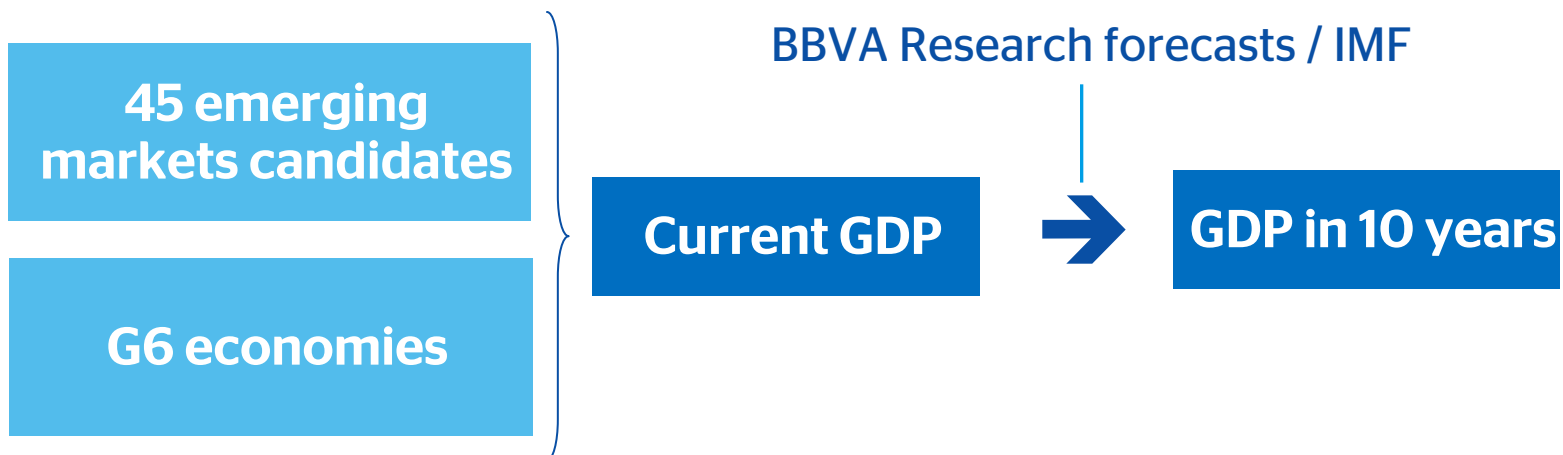 45 emerging
markets candidates
G6 economies
BBVA Research forecasts / IMF
Current GDP
GDP in 10 years